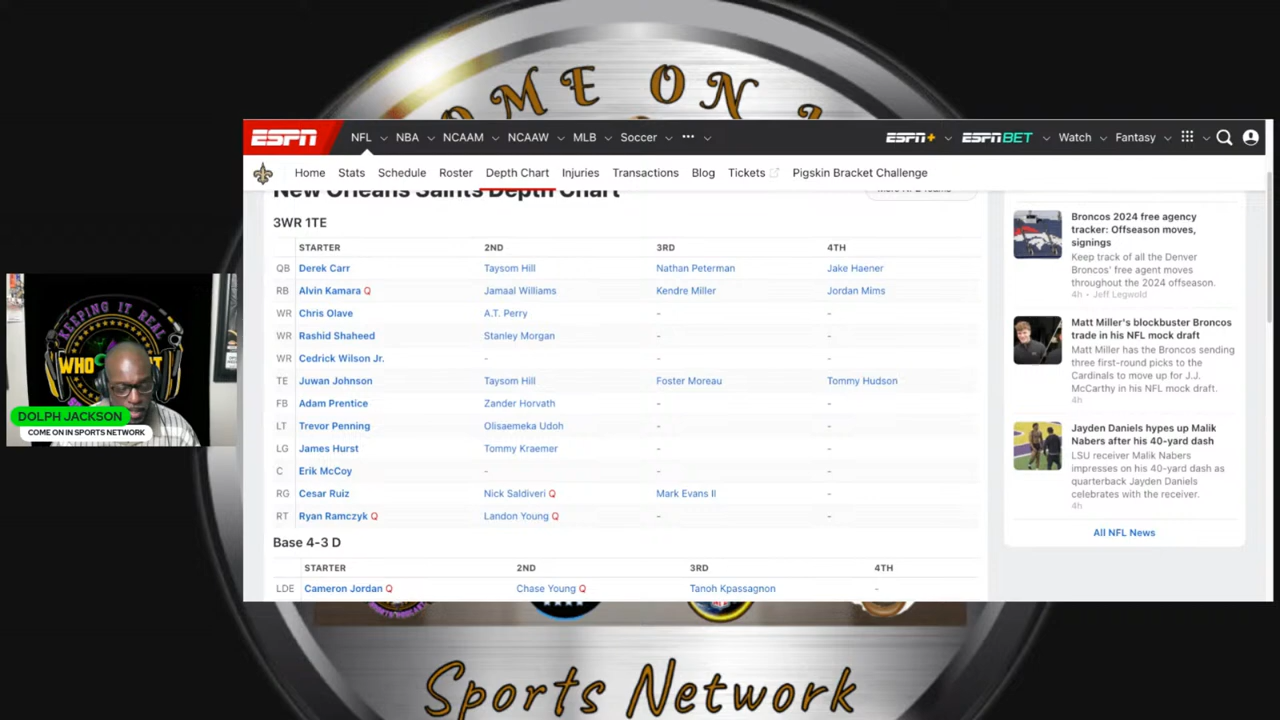 COME ON IN
ESPN NFL NBA NCAAM NCAAW MLB Soccer ••• ESPN+ ESPNBET Watch Fantasy
Home Stats Schedule Roster Depth Chart Injuries Transactions Blog Tickets Pigskin Bracket Challenge
New Orleans Saints Depth Chart
3WR 1TE
STARTER 2ND 3RD 4TH
QB Derek Carr Taysom Hill Nathan Peterman Jake Haener
RB Alvin Kamara Q Jamaal Williams Kendre Miller Jordan Mims
WR Chris Olave A.T. Perry - -
WR Rashid Shaheed Stanley Morgan - -
WR Cedrick Wilson Jr. - - -
TE Juwan Johnson Taysom Hill Foster Moreau Tommy Hudson
FB Adam Prentice Zander Horvath - -
LT Trevor Penning Olisaemeka Udoh - -
LG James Hurst Tommy Kraemer - -
C Erik McCoy - - -
RG Cesar Ruiz Nick Saldiveri Q Mark Evans II -
RT Ryan Ramczyk Q Landon Young Q - -
Base 4-3 D
STARTER 2ND 3RD 4TH
LDE Cameron Jordan Q Chase Young Q Tanoh Kpassagnon -
Broncos 2024 free agency
tracker: Offseason moves,
signings
Keep track of all the Denver
Broncos' free agent moves
throughout the 2024 offseason.
4h • Jeff Legwold
Matt Miller's blockbuster Broncos
trade in his NFL mock draft
Matt Miller has the Broncos sending
three first-round picks to the
Cardinals to move up for J.J.
McCarthy in his NFL mock draft.
4h
Jayden Daniels hypes up Malik
Nabers after his 40-yard dash
LSU receiver Malik Nabers
impresses on his 40-yard dash as
quarterback Jayden Daniels
celebrates with the receiver.
4h
All NFL News
KEEPING IT REAL
WHO
DOLPH JACKSON
COME ON IN SPORTS NETWORK
Sports Network